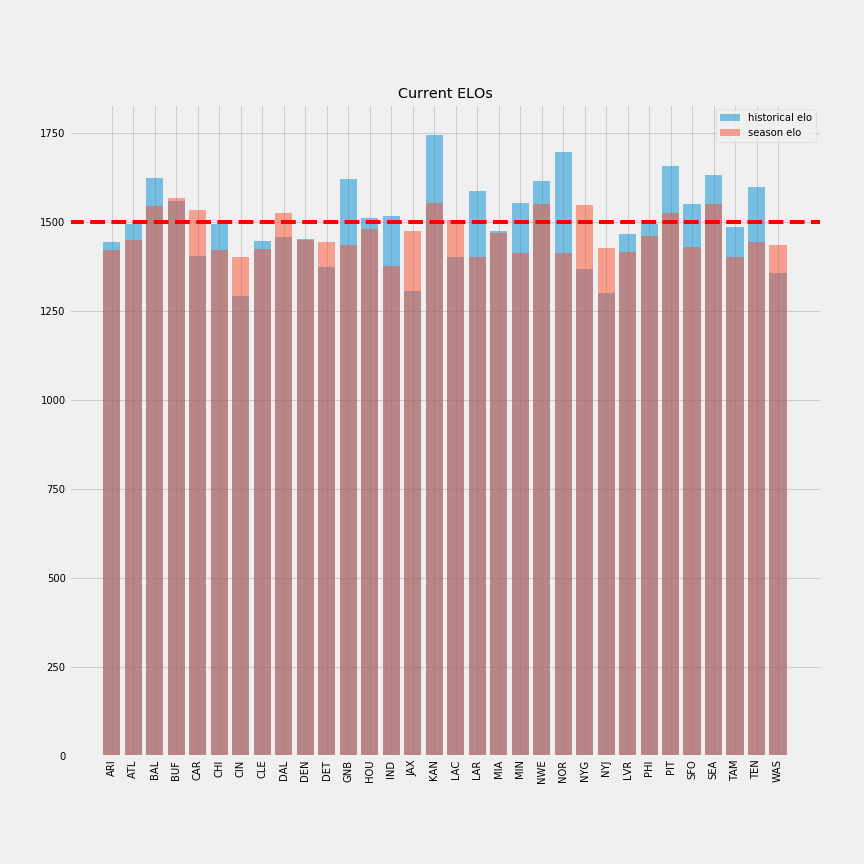 Current ELOs
historical elo
season elo
1750
1500
1250
1000
750
500
250
0
ARI
ATL
BAL
BUF
CAR
CHI
CIN
CLE
DAL
DEN
DET
GNB
HOU
IND
JAX
KAN
LAC
LAR
MIA
MIN
NWE
NOR
NYG
NYJ
LVR
PHI
PIT
SFO
SEA
TAM
TEN
WAS